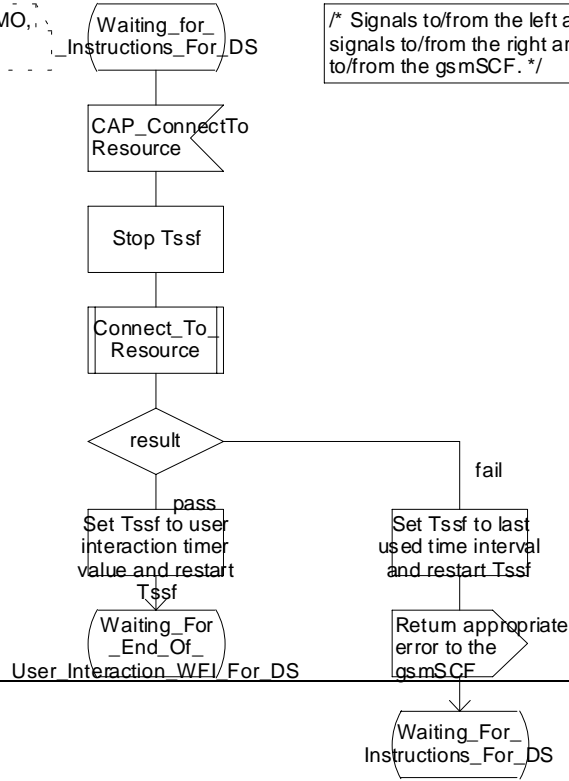 MO,
Waiting_for_
_Instructions_For_DS
/* Signals to/from the left a
signals to/from the right ar
to/from the gsmSCF. */
CAP_ConnectTo
Resource
Stop Tssf
Connect_To_
Resource
result
fail
pass
Set Tssf to user
interaction timer
value and restart
Tssf
Set Tssf to last
used time interval
and restart Tssf
Waiting_For
_End_Of_
User_Interaction_WFI_For_DS
Return appropriate
error to the
gsmSCF
Waiting_For_
Instructions_For_DS